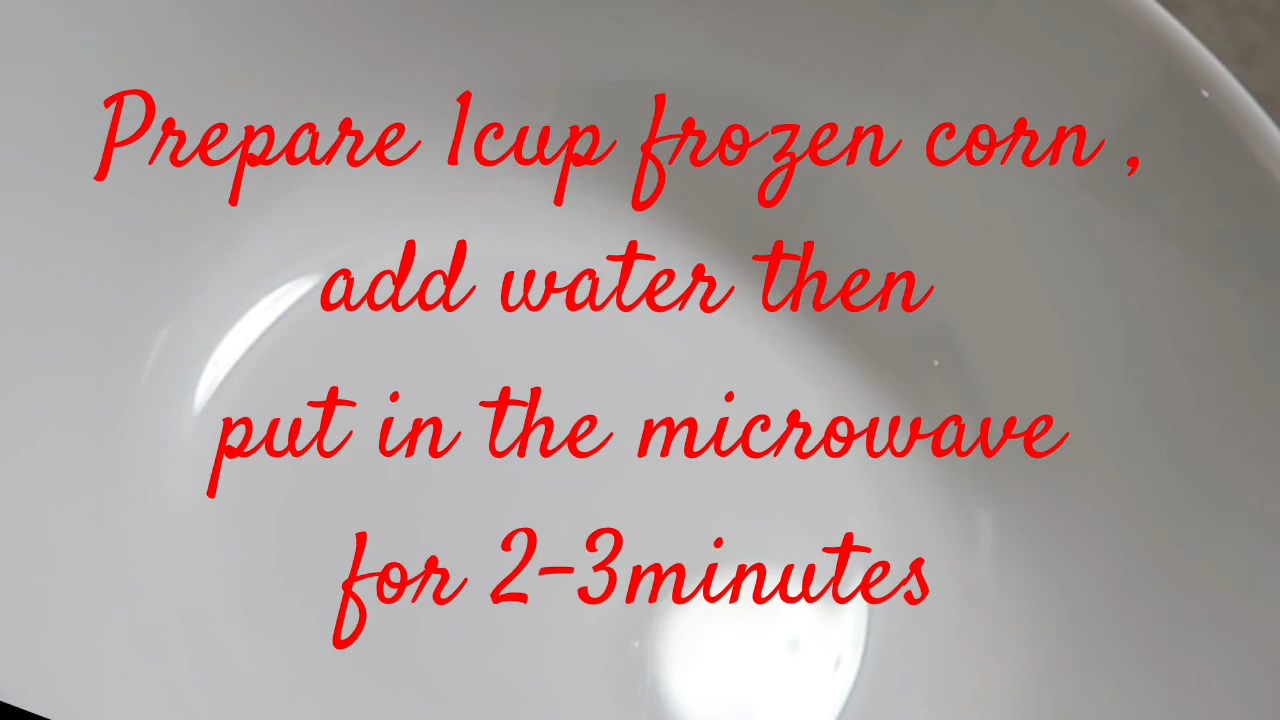 Prepare 1cup frozen corn ,
add water then
put in the microwave
for 2-3minutes